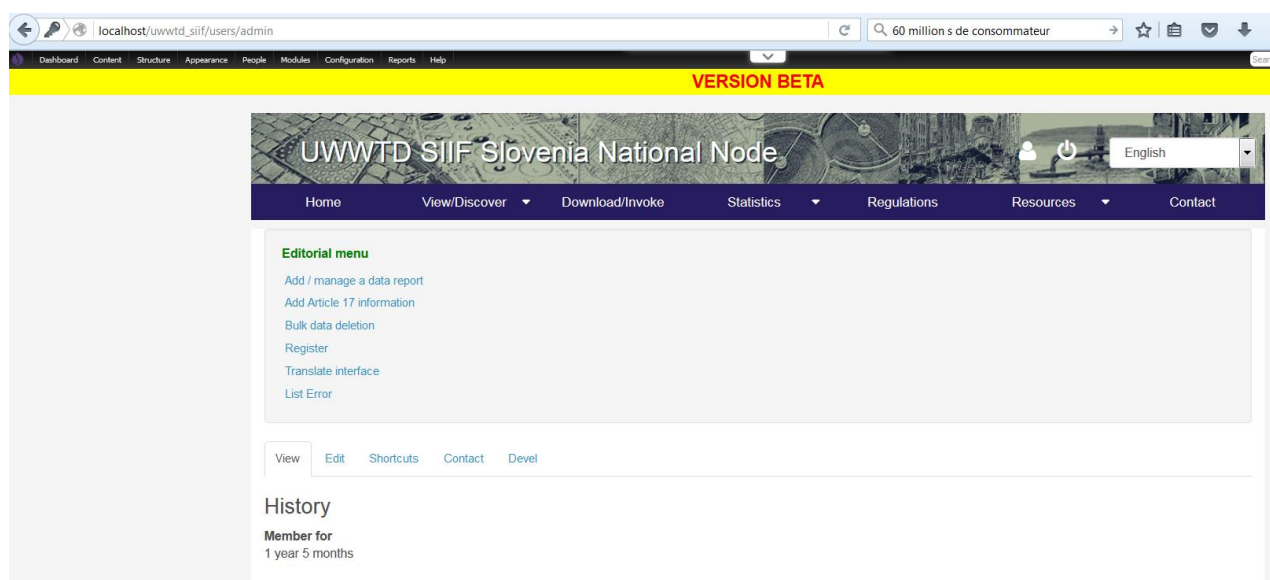 localhost/uwwtd_siif/users/admin
60 million s de consommateur
Dashboard Content Structure Appearance People Modules Configuration Reports Help
Sear
VERSION BETA
UWWTD SIIF Slovenia National Node
English
Home View/Discover Download/Invoke Statistics Regulations Resources Contact
Editorial menu
Add / manage a data report
Add Article 17 information
Bulk data deletion
Register
Translate interface
List Error
View Edit Shortcuts Contact Devel
History
Member for
1 year 5 months